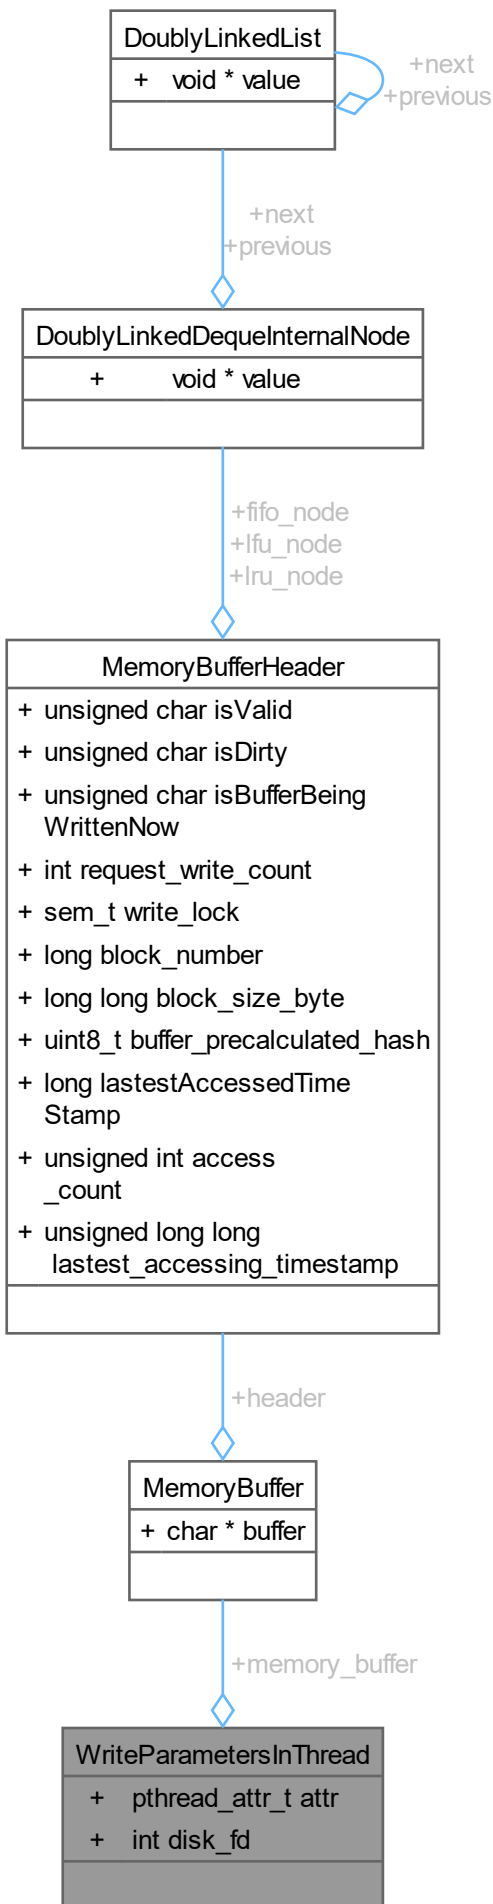 DoublyLinkedList
+ void * value
+next
+previous
+next
+previous
DoublyLinkedDequeInternalNode
+ void * value
+fifo_node
+lfu_node
+lru_node
MemoryBufferHeader
+ unsigned char isValid
+ unsigned char isDirty
+ unsigned char isBufferBeing
WrittenNow
+ int request_write_count
+ sem_t write_lock
+ long block_number
+ long long block_size_byte
+ uint8_t buffer_precalculated_hash
+ long lastestAccessedTime
Stamp
+ unsigned int access
_count
+ unsigned long long
lastest_accessing_timestamp
+header
MemoryBuffer
+ char * buffer
+memory_buffer
WriteParametersInThread
+ pthread_attr_t attr
+ int disk_fd